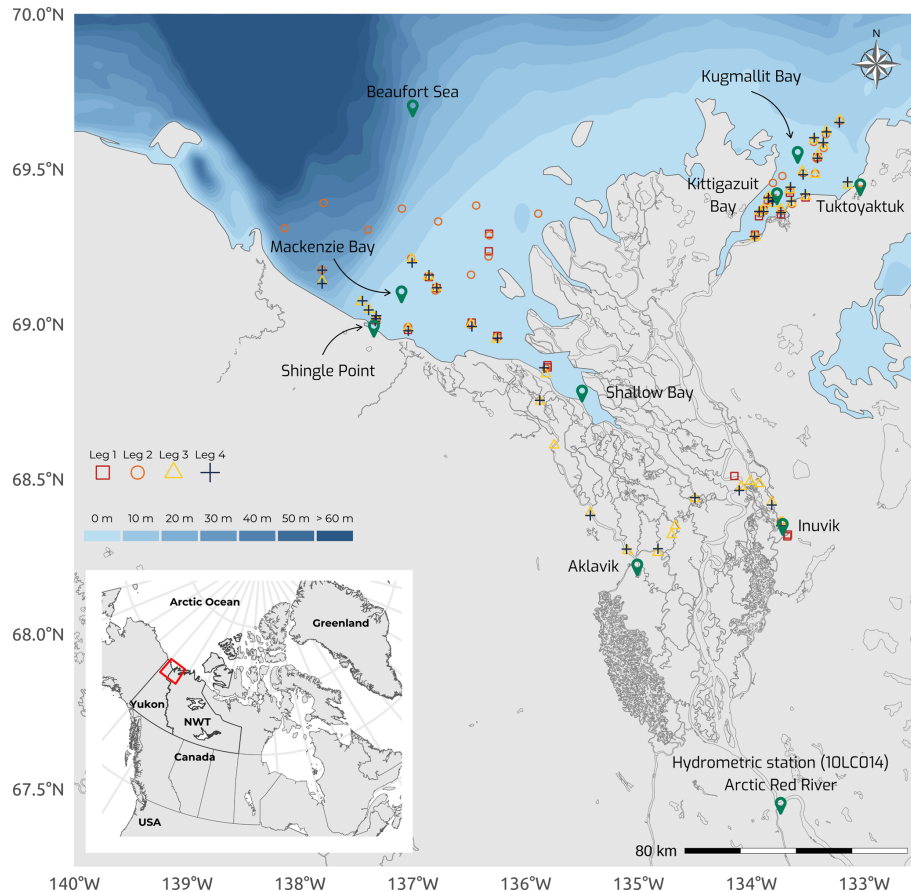 70.0°N
N
Kugmallit Bay
Beaufort Sea
69.5°N
Kittigazuit
Bay
Tuktoyaktuk
Mackenzie Bay
69.0°N
Shingle Point
Shallow Bay
Leg 1 Leg 2 Leg 3 Leg 4
68.5°N
0 m 10 m 20 m 30 m 40 m 50 m > 60 m
Inuvik
Aklavik
Arctic Ocean
Greenland
68.0°N
Yukon
NWT
Canada
USA
Hydrometric station (10LC014)
Arctic Red River
67.5°N
80 km
140°W 139°W 138°W 137°W 136°W 135°W 134°W 133°W